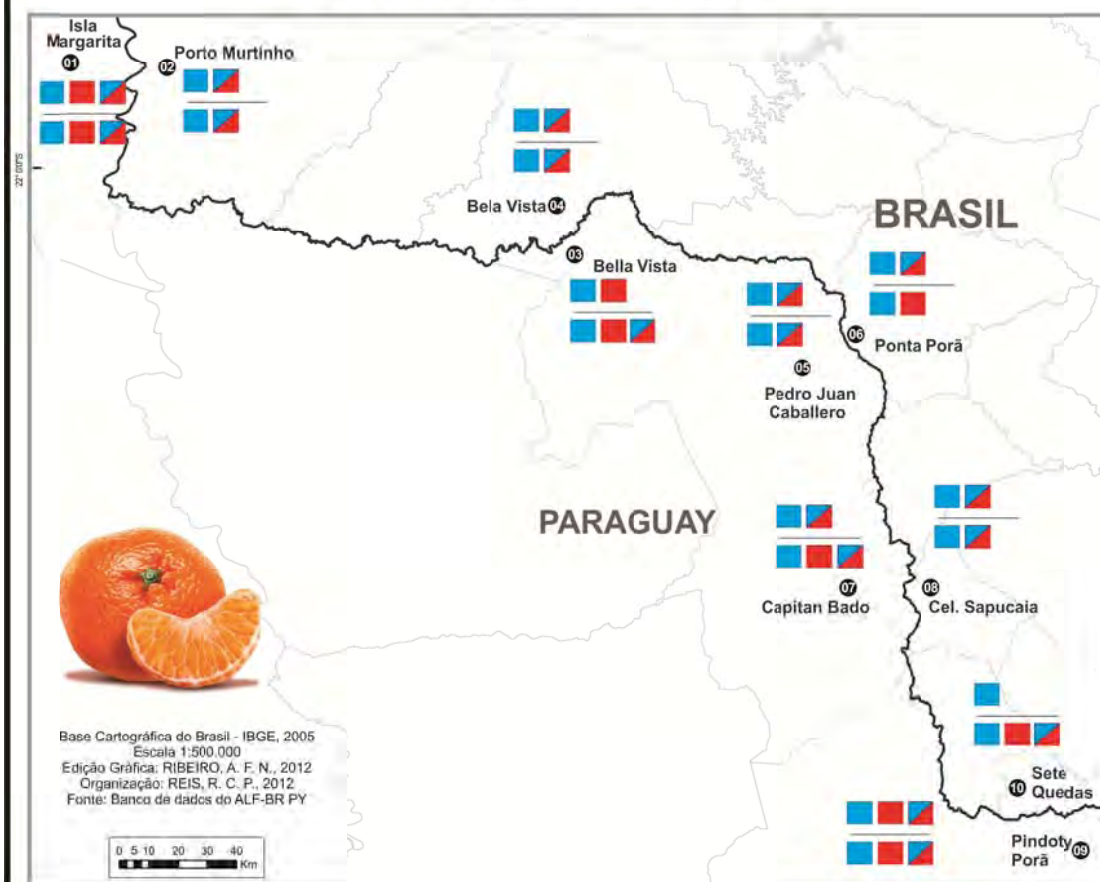 Isla
Margarita
01
02
Porto Murtinho
22°0'0"S
Bela Vista 04
03
Bella Vista
BRASIL
06
Ponta Porã
05
Pedro Juan
Caballero
PARAGUAY
07
Capitan Bado
08
Cel. Sapucaia
10
Sete
Quedas
Pindoty
Porã
09
Base Cartográfica do Brasil - IBGE, 2005
Escala 1:500.000
Edição Gráfica: RIBEIRO, A. F. N., 2012
Organização: REIS, R. C. P., 2012
Fonte: Banco de dados do ALF-BR PY
0 5 10 20 30 40
Km